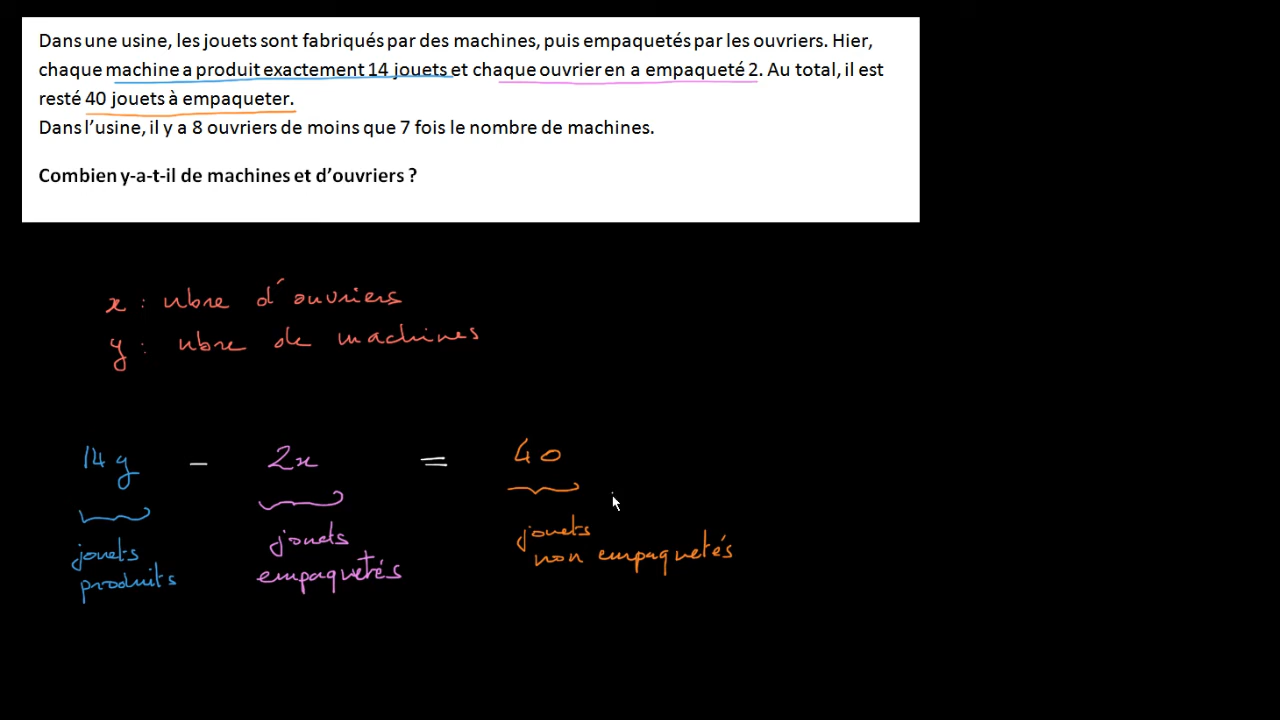 Dans une usine, les jouets sont fabriqués par des machines, puis empaquetés par les ouvriers. Hier,
chaque machine a produit exactement 14 jouets et chaque ouvrier en a empaqueté 2. Au total, il est
resté 40 jouets à empaqueter.
Dans l'usine, il y a 8 ouvriers de moins que 7 fois le nombre de machines.
Combien y-a-t-il de machines et d'ouvriers ?
x : nbre d'ouvriers
y : nbre de machines
14y - 2x = 40
jouets produits
jouets empaquetés
jouets non empaquetés